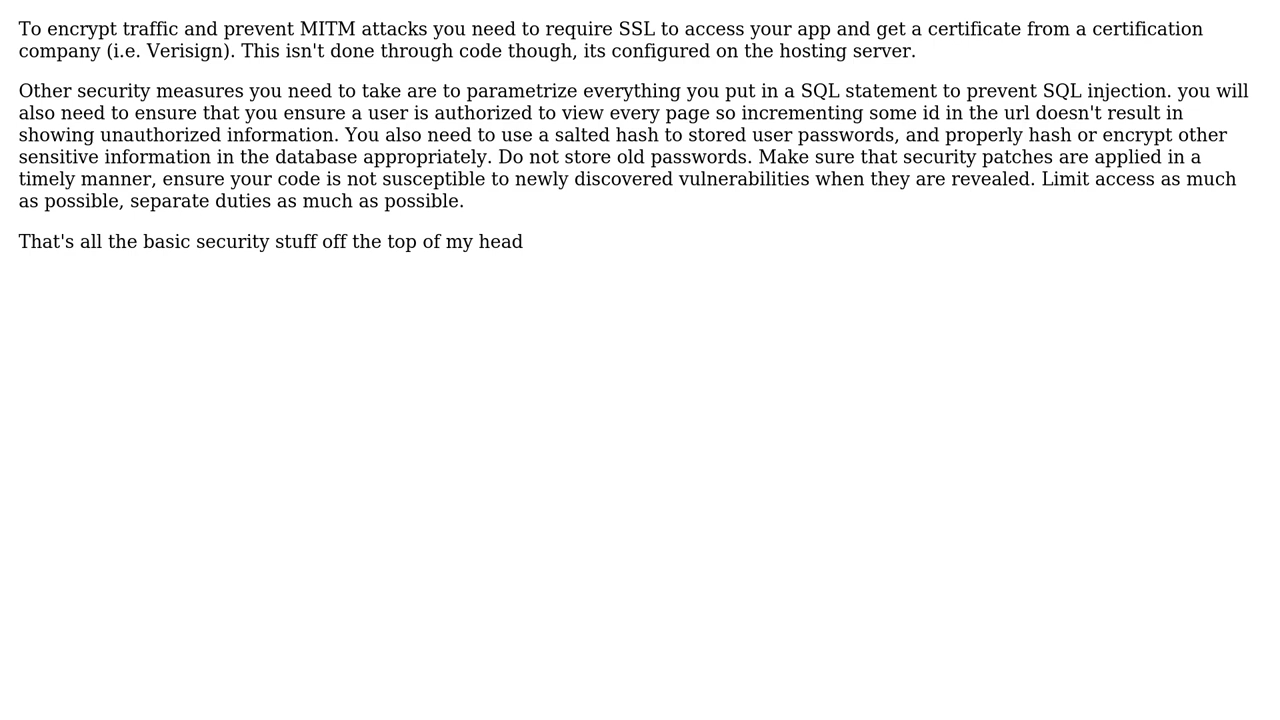 To encrypt traffic and prevent MITM attacks you need to require SSL to access your app and get a certificate from a certification
company (i.e. Verisign). This isn't done through code though, its configured on the hosting server.
Other security measures you need to take are to parametrize everything you put in a SQL statement to prevent SQL injection. you will
also need to ensure that you ensure a user is authorized to view every page so incrementing some id in the url doesn't result in
showing unauthorized information. You also need to use a salted hash to stored user passwords, and properly hash or encrypt other
sensitive information in the database appropriately. Do not store old passwords. Make sure that security patches are applied in a
timely manner, ensure your code is not susceptible to newly discovered vulnerabilities when they are revealed. Limit access as much
as possible, separate duties as much as possible.
That's all the basic security stuff off the top of my head